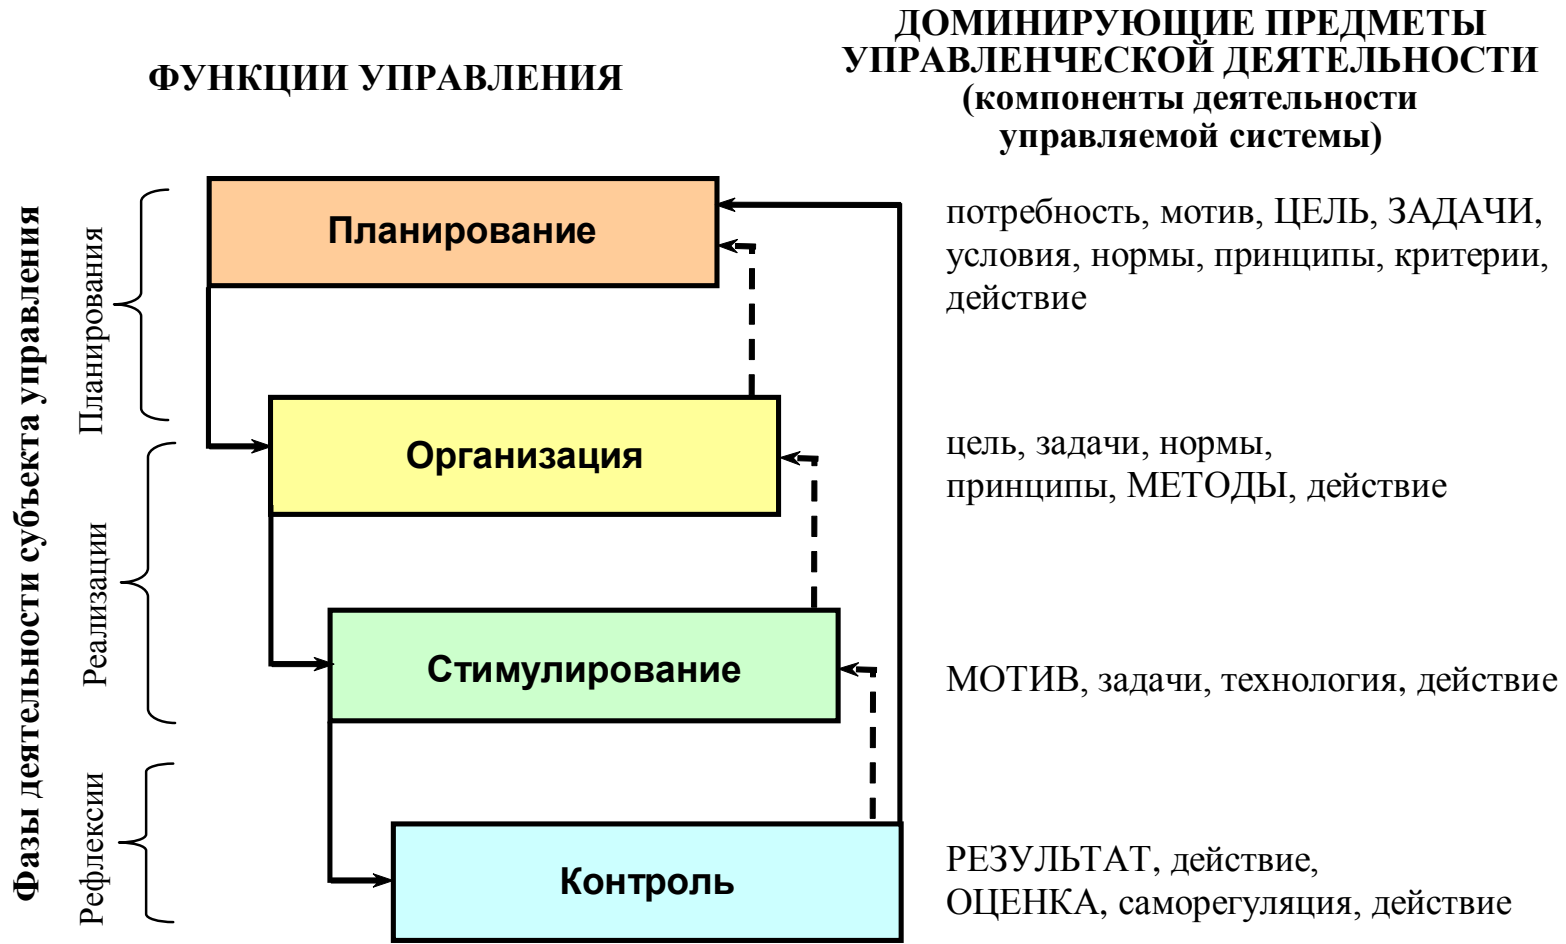 ДОМИНИРУЮЩИЕ ПРЕДМЕТЫ
УПРАВЛЕНЧЕСКОЙ ДЕЯТЕЛЬНОСТИ
(компоненты деятельности
управляемой системы)
ФУНКЦИИ УПРАВЛЕНИЯ
Фазы деятельности субъекта управления
Планирования
Планирование
потребность, мотив, ЦЕЛЬ, ЗАДАЧИ,
условия, нормы, принципы, критерии,
действие
Реализации
Организация
цель, задачи, нормы,
принципы, МЕТОДЫ, действие
Стимулирование
МОТИВ, задачи, технология, действие
Рефлексии
Контроль
РЕЗУЛЬТАТ, действие,
ОЦЕНКА, саморегуляция, действие